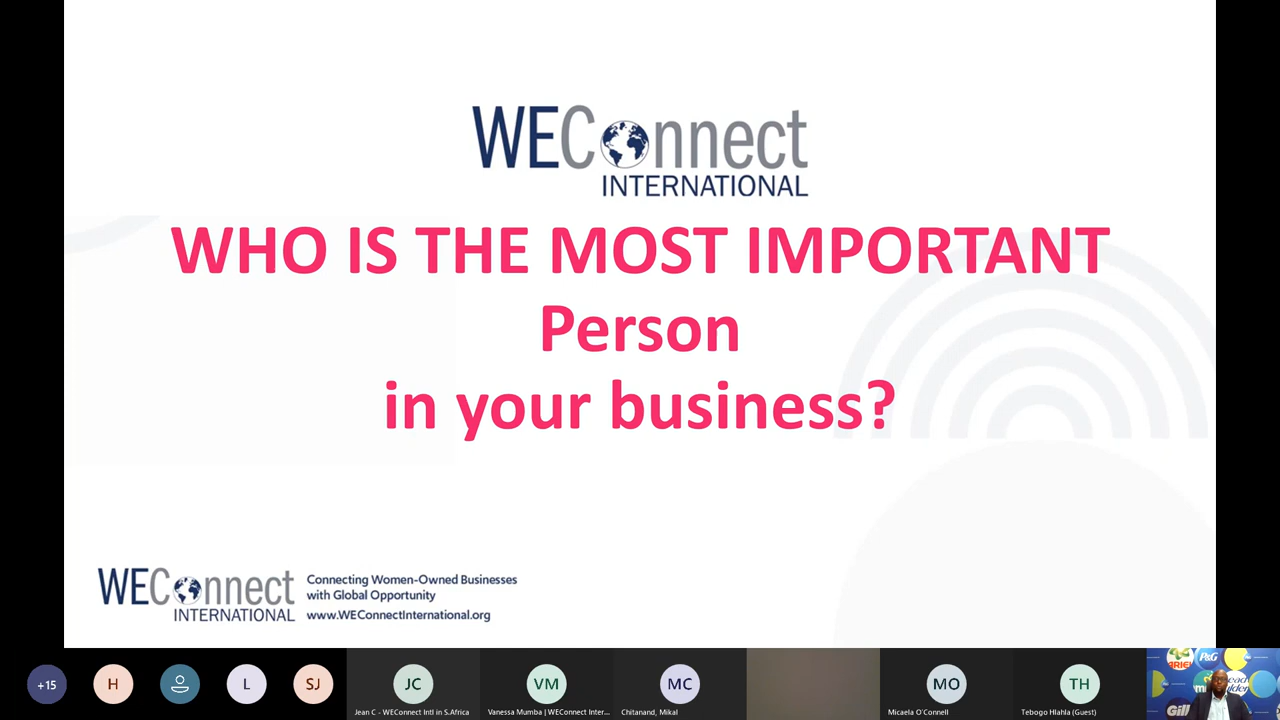 WEConnect
INTERNATIONAL
WHO IS THE MOST IMPORTANT
Person
in your business?
WEConnect
INTERNATIONAL
Connecting Women-Owned Businesses
with Global Opportunity
www.WEConnectInternational.org
+15
H
L
SJ
JC
VM
MC
MO
TH
Jean C - WEConnect Intl in S.Africa
Vanessa Mumba | WEConnect Inter...
Chitanand, Mikal
Micaela O'Connell
Tebogo Hlahla (Guest)
ARIEL
P&G
Gill